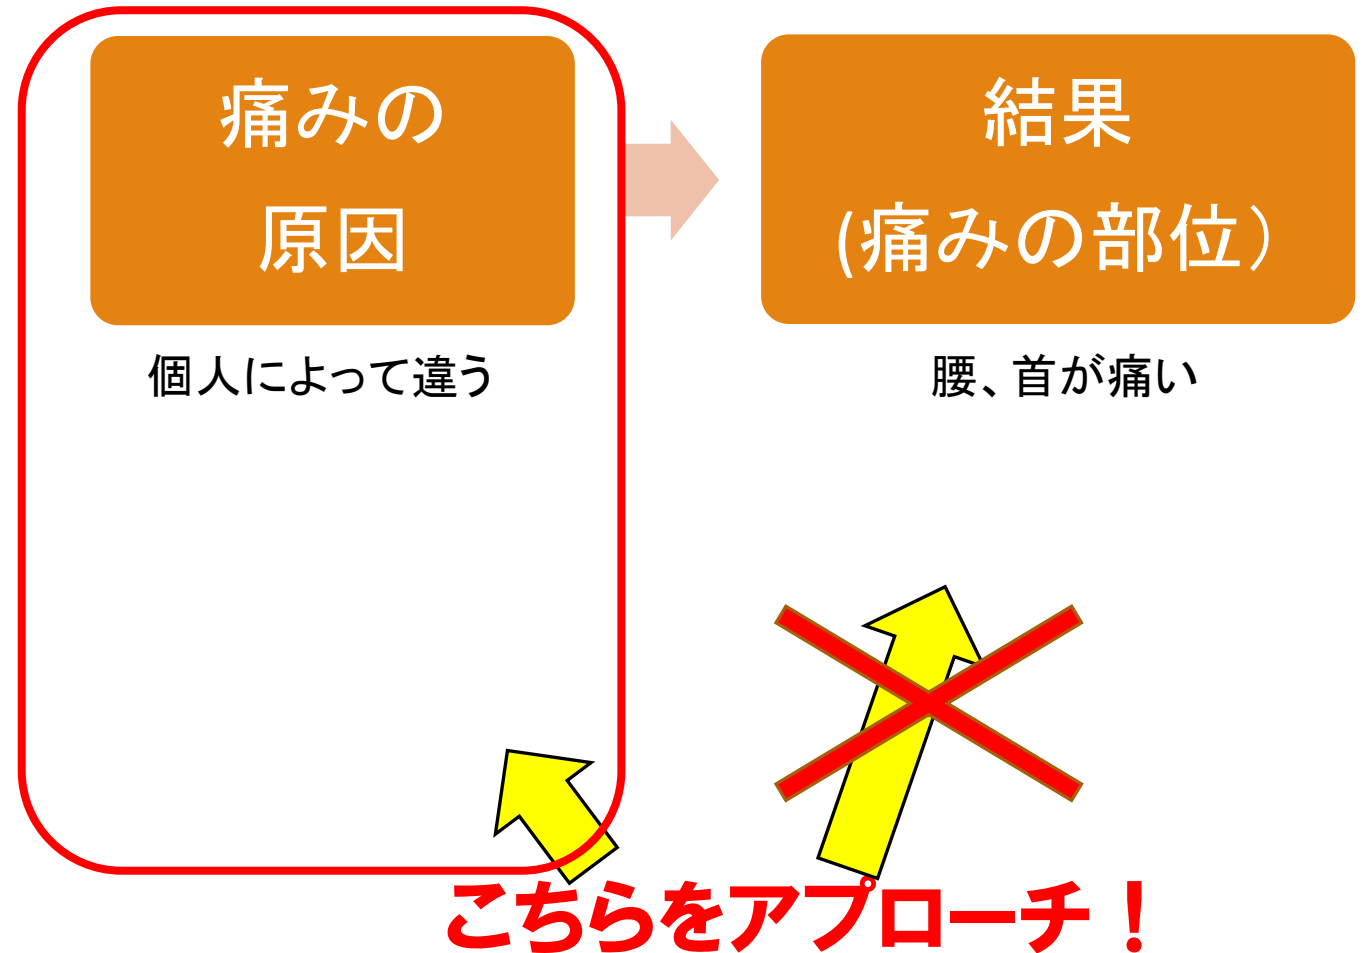 痛みの
原因
結果
(痛みの部位）
個人によって違う
腰、首が痛い
こちらをアプローチ！